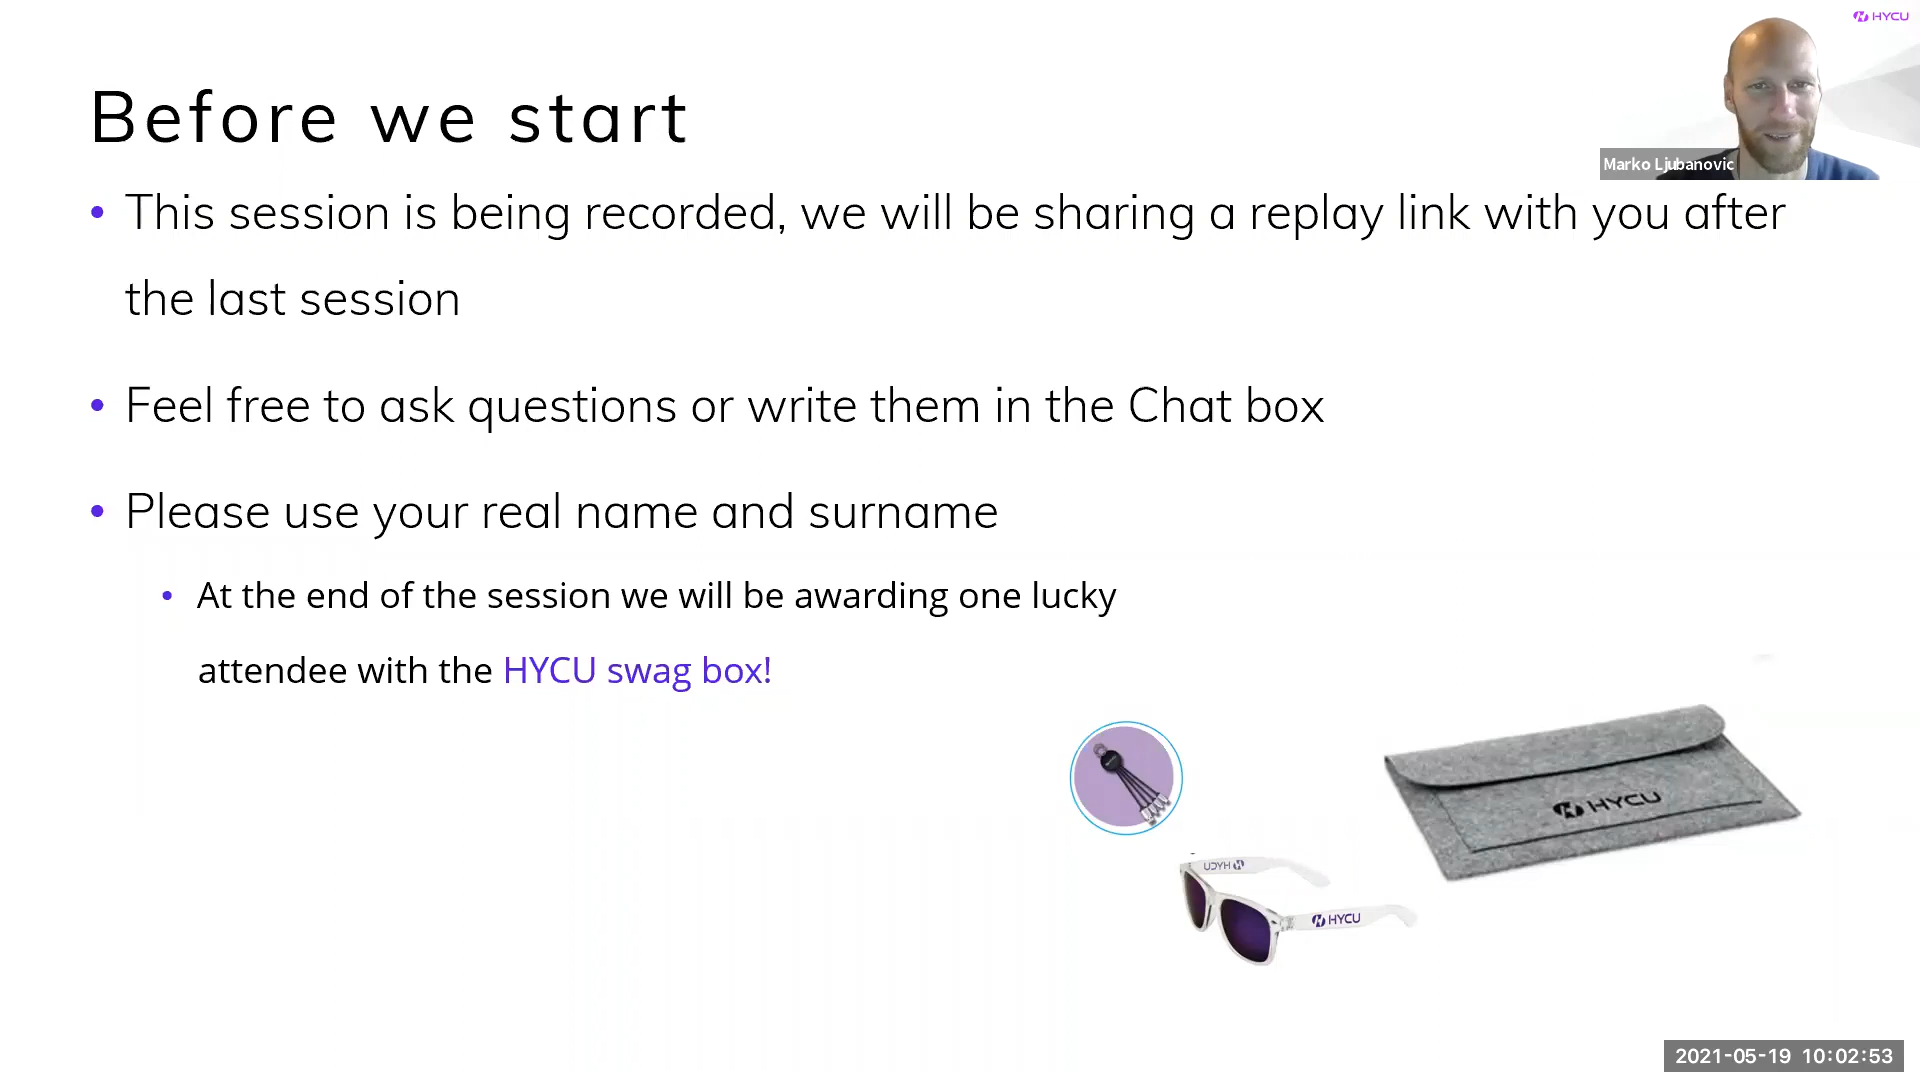 HYCU
Before we start
Marko Ljubanovic
• This session is being recorded, we will be sharing a replay link with you after
the last session
• Feel free to ask questions or write them in the Chat box
• Please use your real name and surname
• At the end of the session we will be awarding one lucky
attendee with the HYCU swag box!
HYCU
HYCU
HYCU
2021-05-19 10:02:53